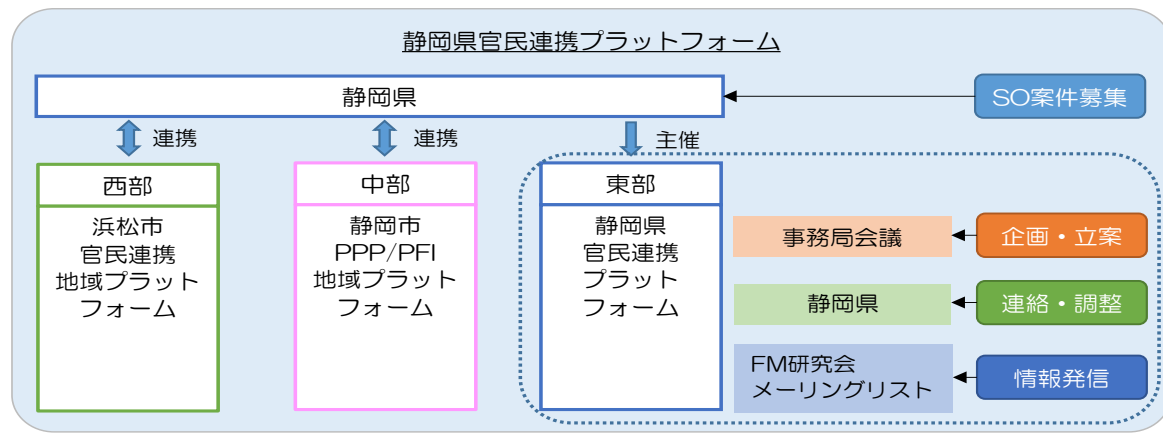 静岡県官民連携プラットフォーム
静岡県
SO案件募集
連携
連携
主催
西部
浜松市
官民連携
地域プラット
フォーム
中部
静岡市
PPP/PFI
地域プラット
フォーム
東部
静岡県
官民連携
プラット
フォーム
事務局会議
企画・立案
静岡県
連絡・調整
FM研究会
メーリングリスト
情報発信